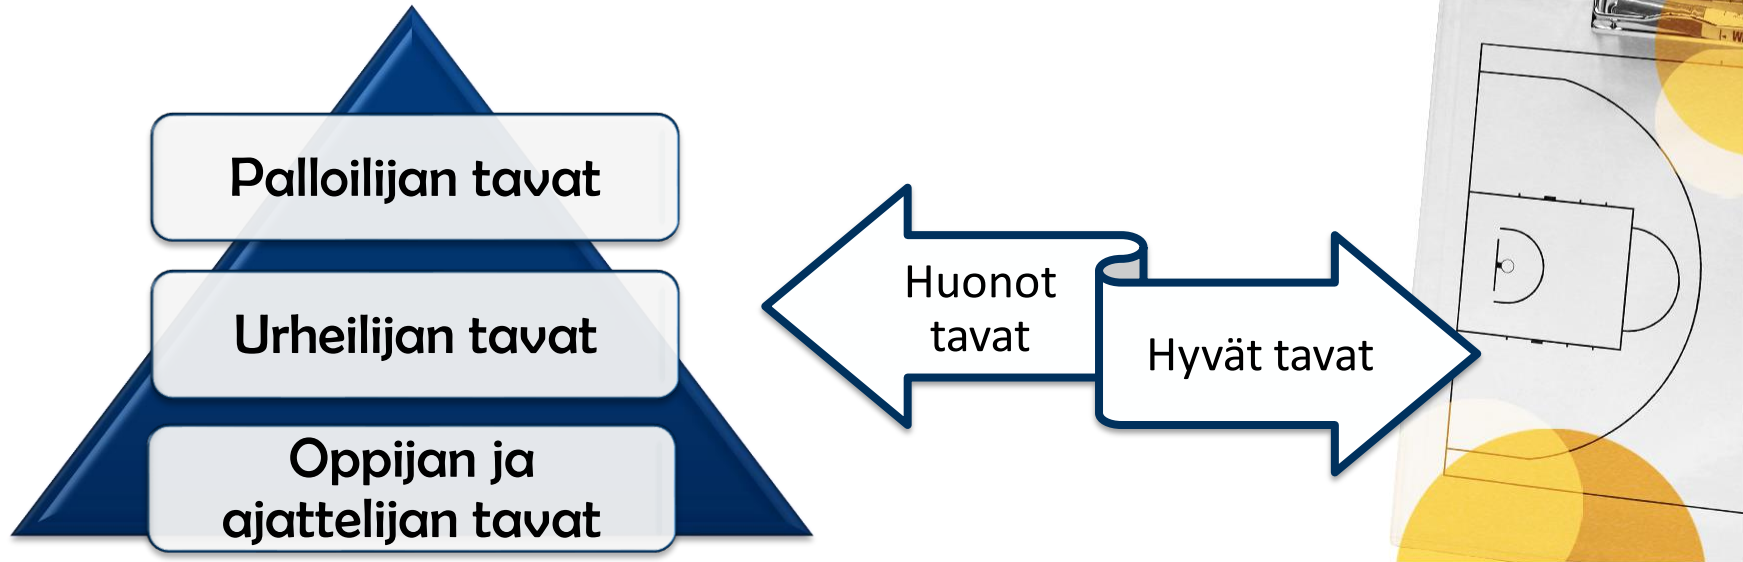 Palloilijan tavat
Urheilijan tavat
Oppijan ja
ajattelijan tavat
Huonot
tavat
Hyvät tavat